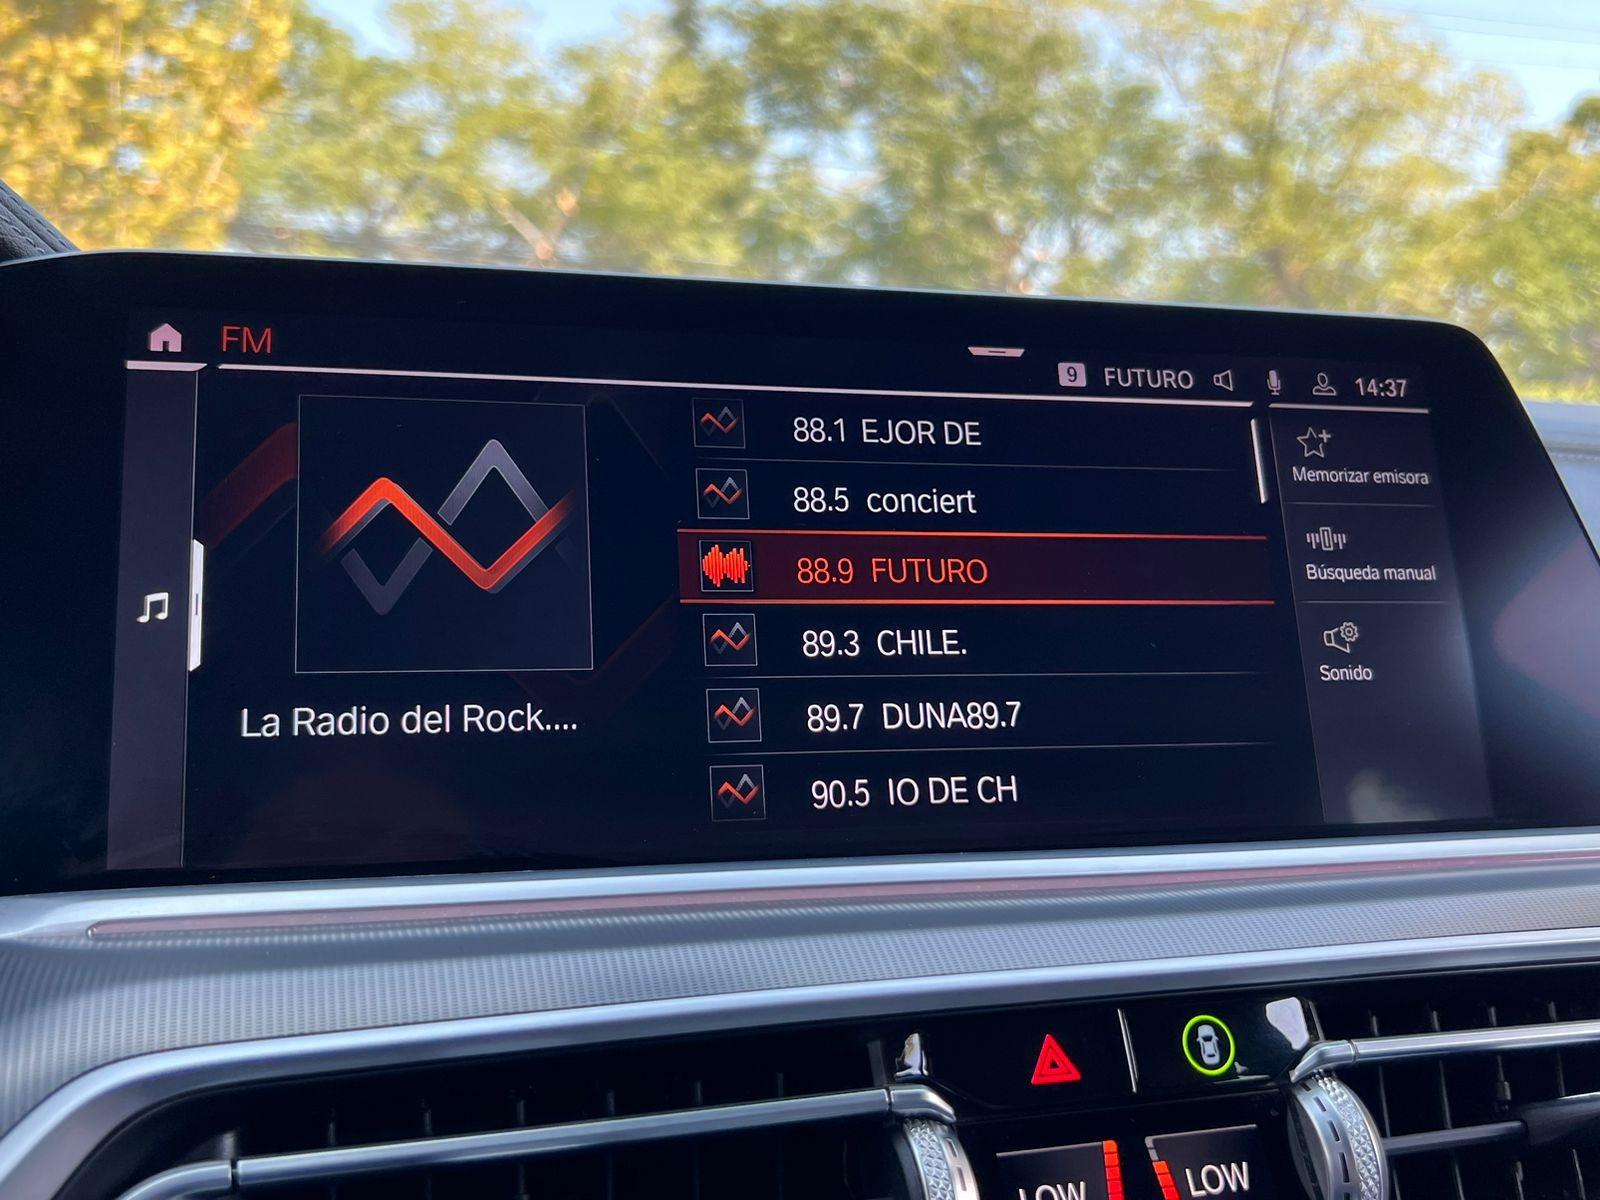 FM
9 FUTURO 14:37
88.1 EJOR DE
88.5 conciert
88.9 FUTURO
89.3 CHILE.
89.7 DUNA89.7
90.5 IO DE CH
La Radio del Rock....
Memorizar emisora
Búsqueda manual
Sonido
LOW
LOW